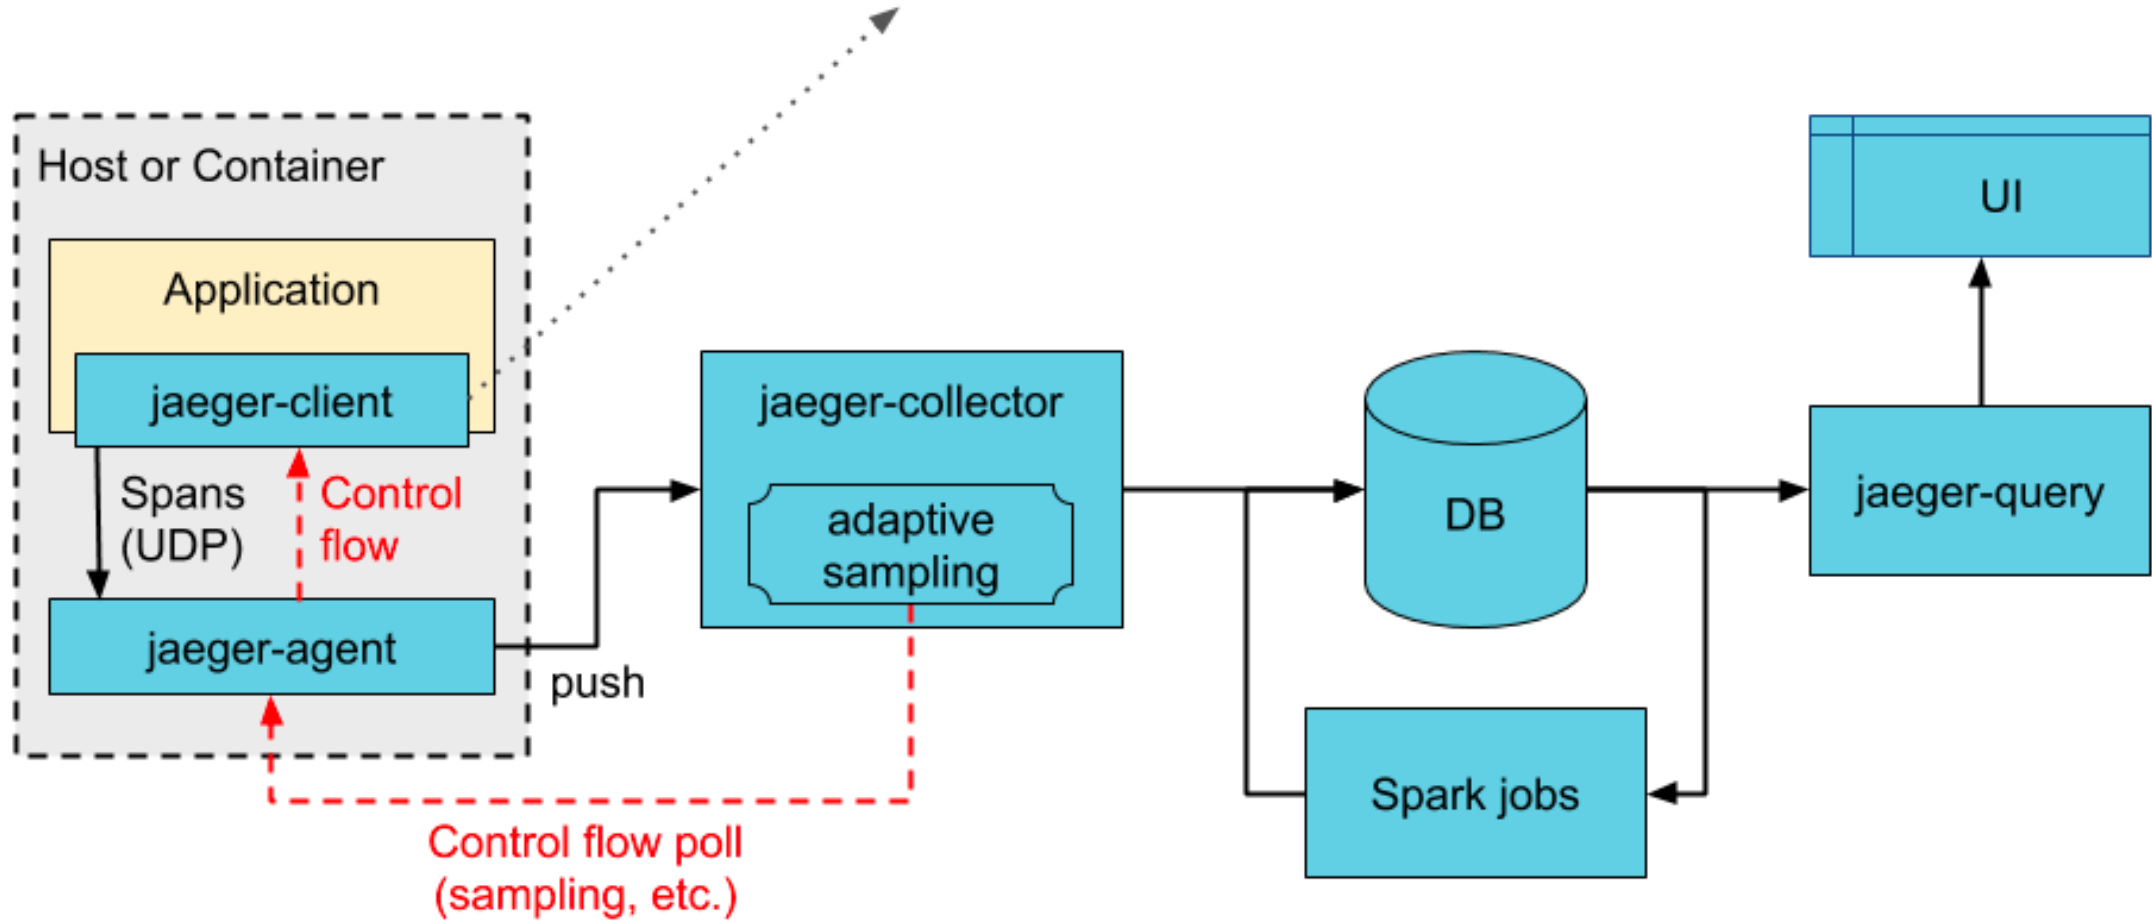 Host or Container
Application
jaeger-client
Spans
(UDP)
Control
flow
jaeger-agent
push
Control flow poll
(sampling, etc.)
jaeger-collector
adaptive
sampling
DB
Spark jobs
UI
jaeger-query